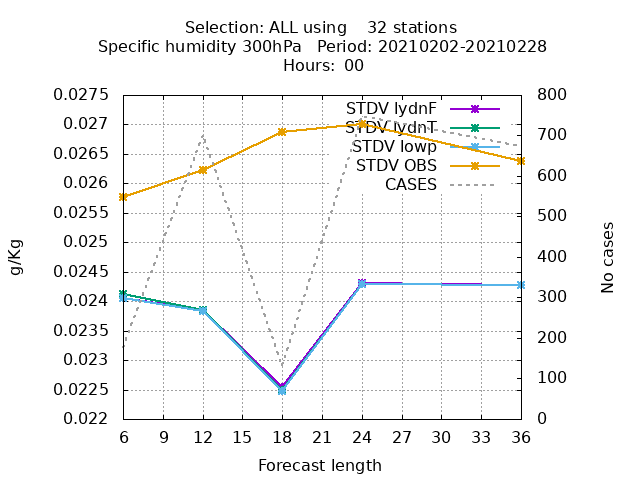 Selection: ALL using    32 stations
Specific humidity 300hPa   Period: 20210202-20210228
Hours:  00
STDV lydnF
STDV lydnT
STDV lowp
STDV OBS
CASES
0.0275
0.027
0.0265
0.026
0.0255
0.025
0.0245
0.024
0.0235
0.023
0.0225
0.022
g/Kg
800
700
600
500
400
300
200
100
0
No cases
6 9 12 15 18 21 24 27 30 33 36
Forecast length